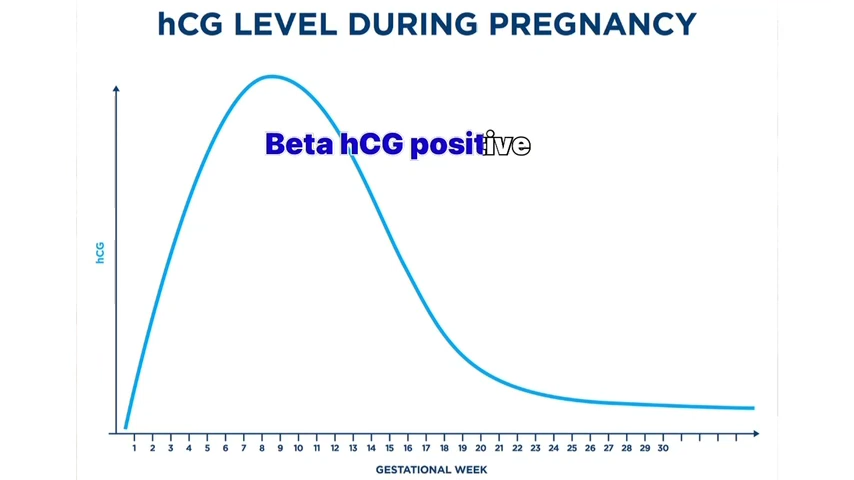 hCG LEVEL DURING PREGNANCY
Beta hCG positive
hCG
1 2 3 4 5 6 7 8 9 10 11 12 13 14 15 16 17 18 19 20 21 22 23 24 25 26 27 28 29 30
GESTATIONAL WEEK